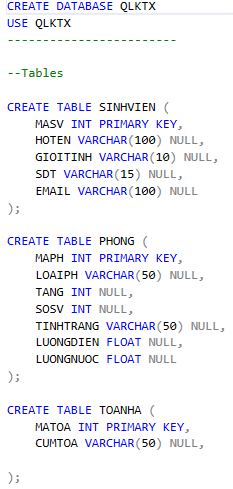 CREATE DATABASE QLKTX
USE QLKTX
------------------------
--Tables
CREATE TABLE SINHVIEN (
    MASV INT PRIMARY KEY,
    HOTEN VARCHAR(100) NULL,
    GIOITINH VARCHAR(10) NULL,
    SDT VARCHAR(15) NULL,
    EMAIL VARCHAR(100) NULL
);
CREATE TABLE PHONG (
    MAPH INT PRIMARY KEY,
    LOAIPH VARCHAR(50) NULL,
    TANG INT NULL,
    SOSV INT NULL,
    TINHTRANG VARCHAR(50) NULL,
    LUONGDIEN FLOAT NULL,
    LUONGNUOC FLOAT NULL
);
CREATE TABLE TOANHA (
    MATOA INT PRIMARY KEY,
    CUMTOA VARCHAR(50) NULL,
);